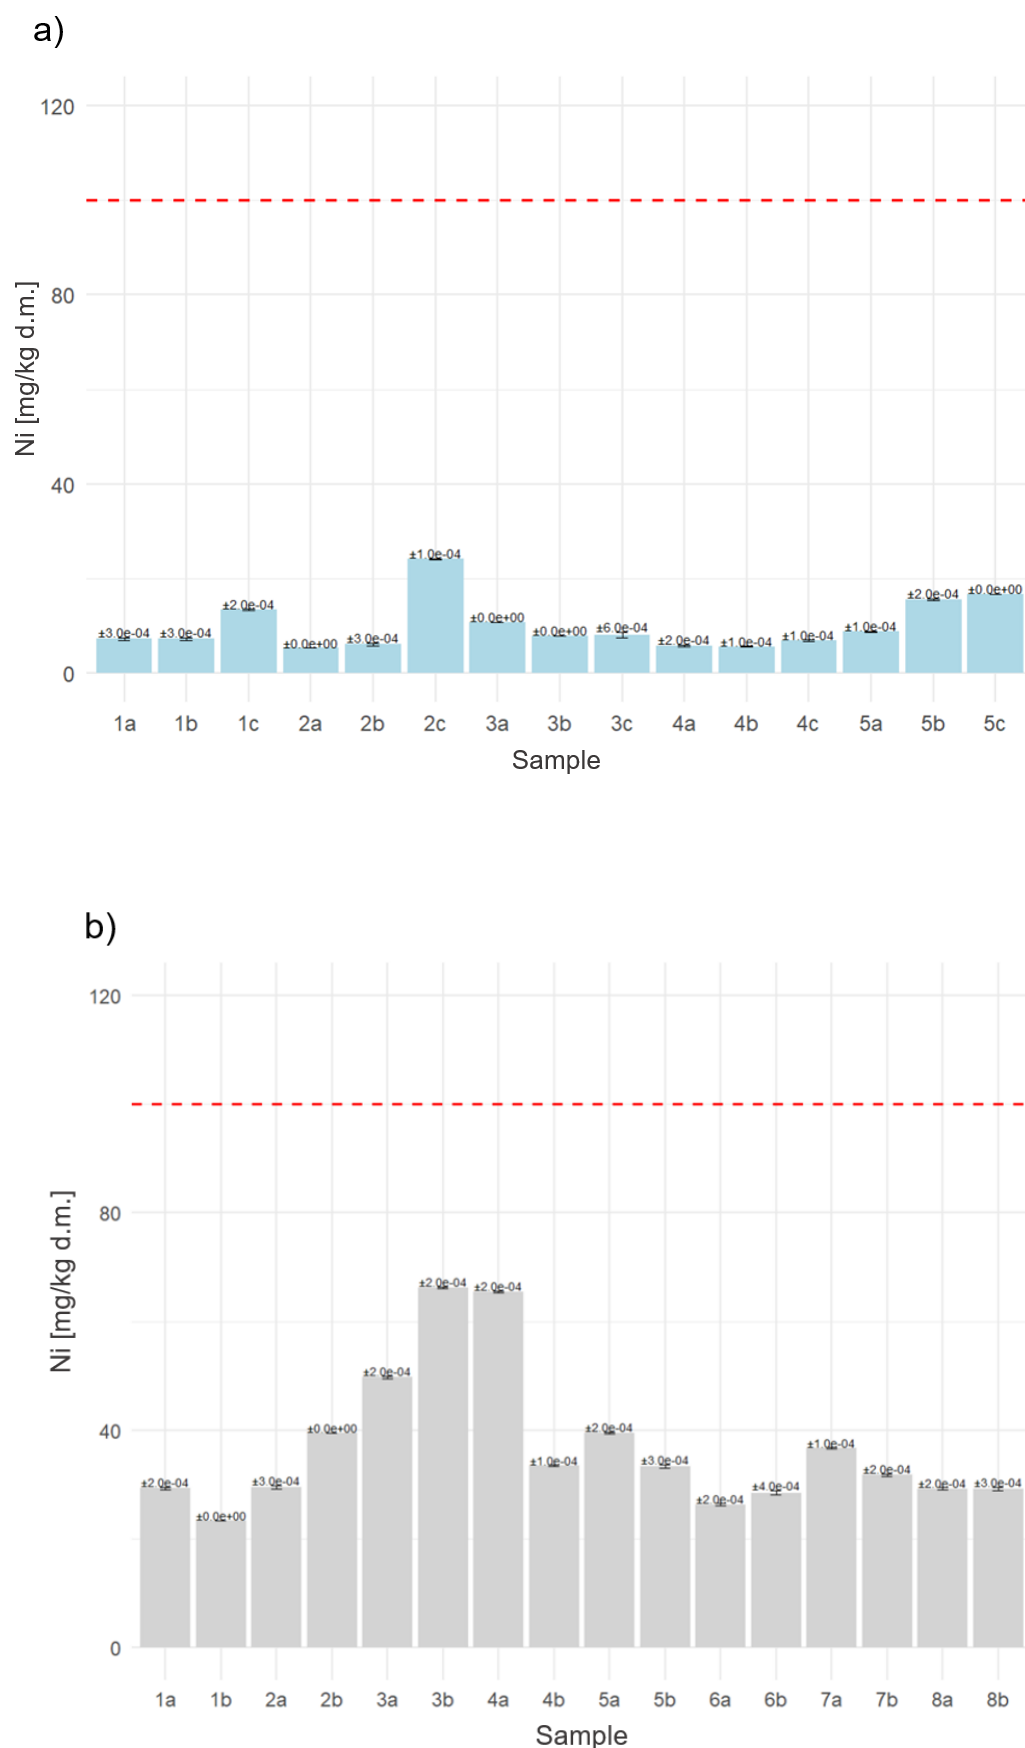 a)
120
80
40
0
Ni [mg/kg d.m.]
±3.0e-04 ±3.0e-04 ±2.0e-04 ±0.0e+00 ±3.0e-04 ±1.0e-04 ±0.0e+00 ±0.0e+00 ±6.0e-04 ±2.0e-04 ±1.0e-04 ±1.0e-04 ±1.0e-04 ±2.0e-04 ±0.0e+00
1a 1b 1c 2a 2b 2c 3a 3b 3c 4a 4b 4c 5a 5b 5c
Sample
b)
120
80
40
0
Ni [mg/kg d.m.]
±2.0e-04 ±0.0e+00 ±3.0e-04 ±0.0e+00 ±2.0e-04 ±2.0e-04 ±2.0e-04 ±1.0e-04 ±2.0e-04 ±3.0e-04 ±2.0e-04 ±4.0e-04 ±1.0e-04 ±2.0e-04 ±2.0e-04 ±3.0e-04
1a 1b 2a 2b 3a 3b 4a 4b 5a 5b 6a 6b 7a 7b 8a 8b
Sample